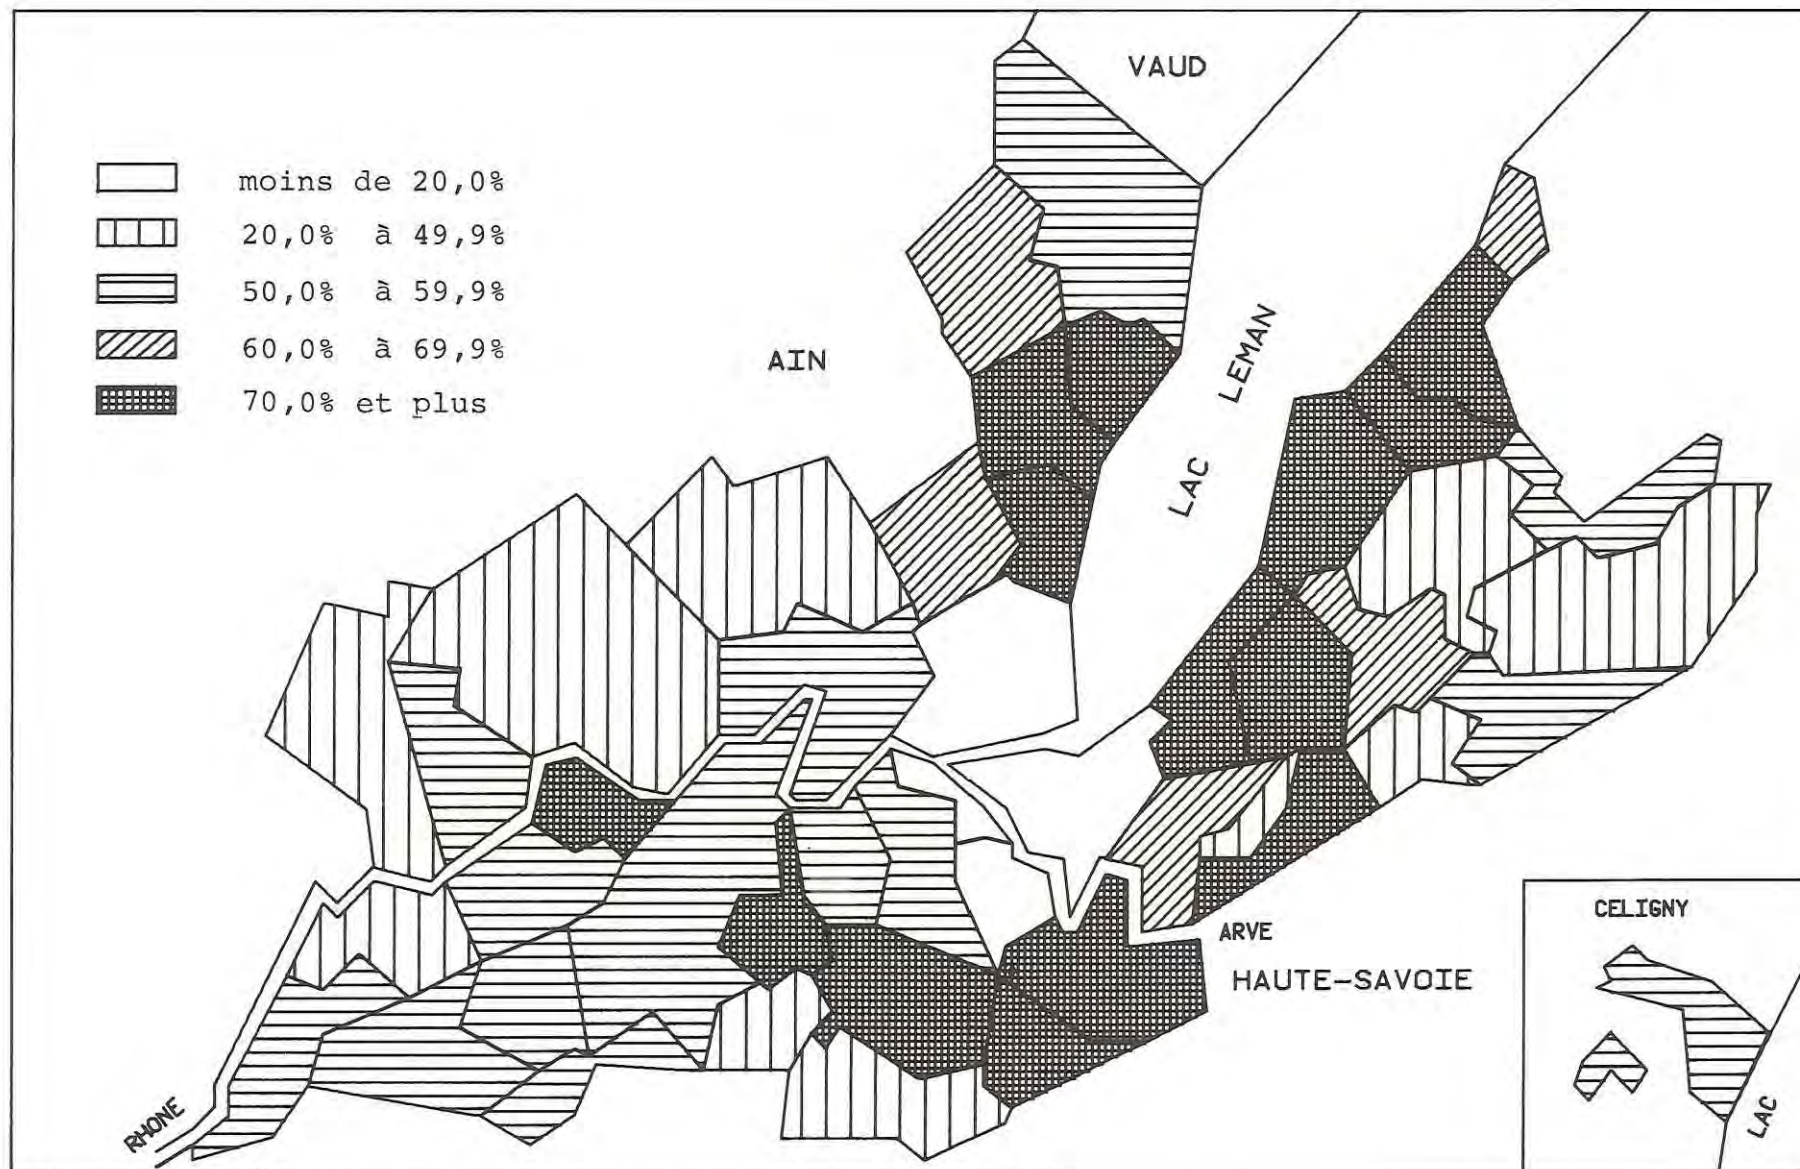 VAUD
moins de 20,0%
20,0% à 49,9%
50,0% à 59,9%
60,0% à 69,9%
70,0% et plus
AIN
LAC LEMAN
CELIGNY
ARVE
HAUTE-SAVOIE
RHONE
LAC